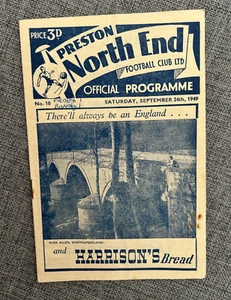 PRICE 3D
PRESTON
North End
FOOTBALL CLUB LTD
OFFICIAL PROGRAMME
No. 10
SATURDAY, SEPTEMBER 24th, 1949
There'll always be an England . . .
NORTHUMBERLAND.
and HARRISON'S Bread